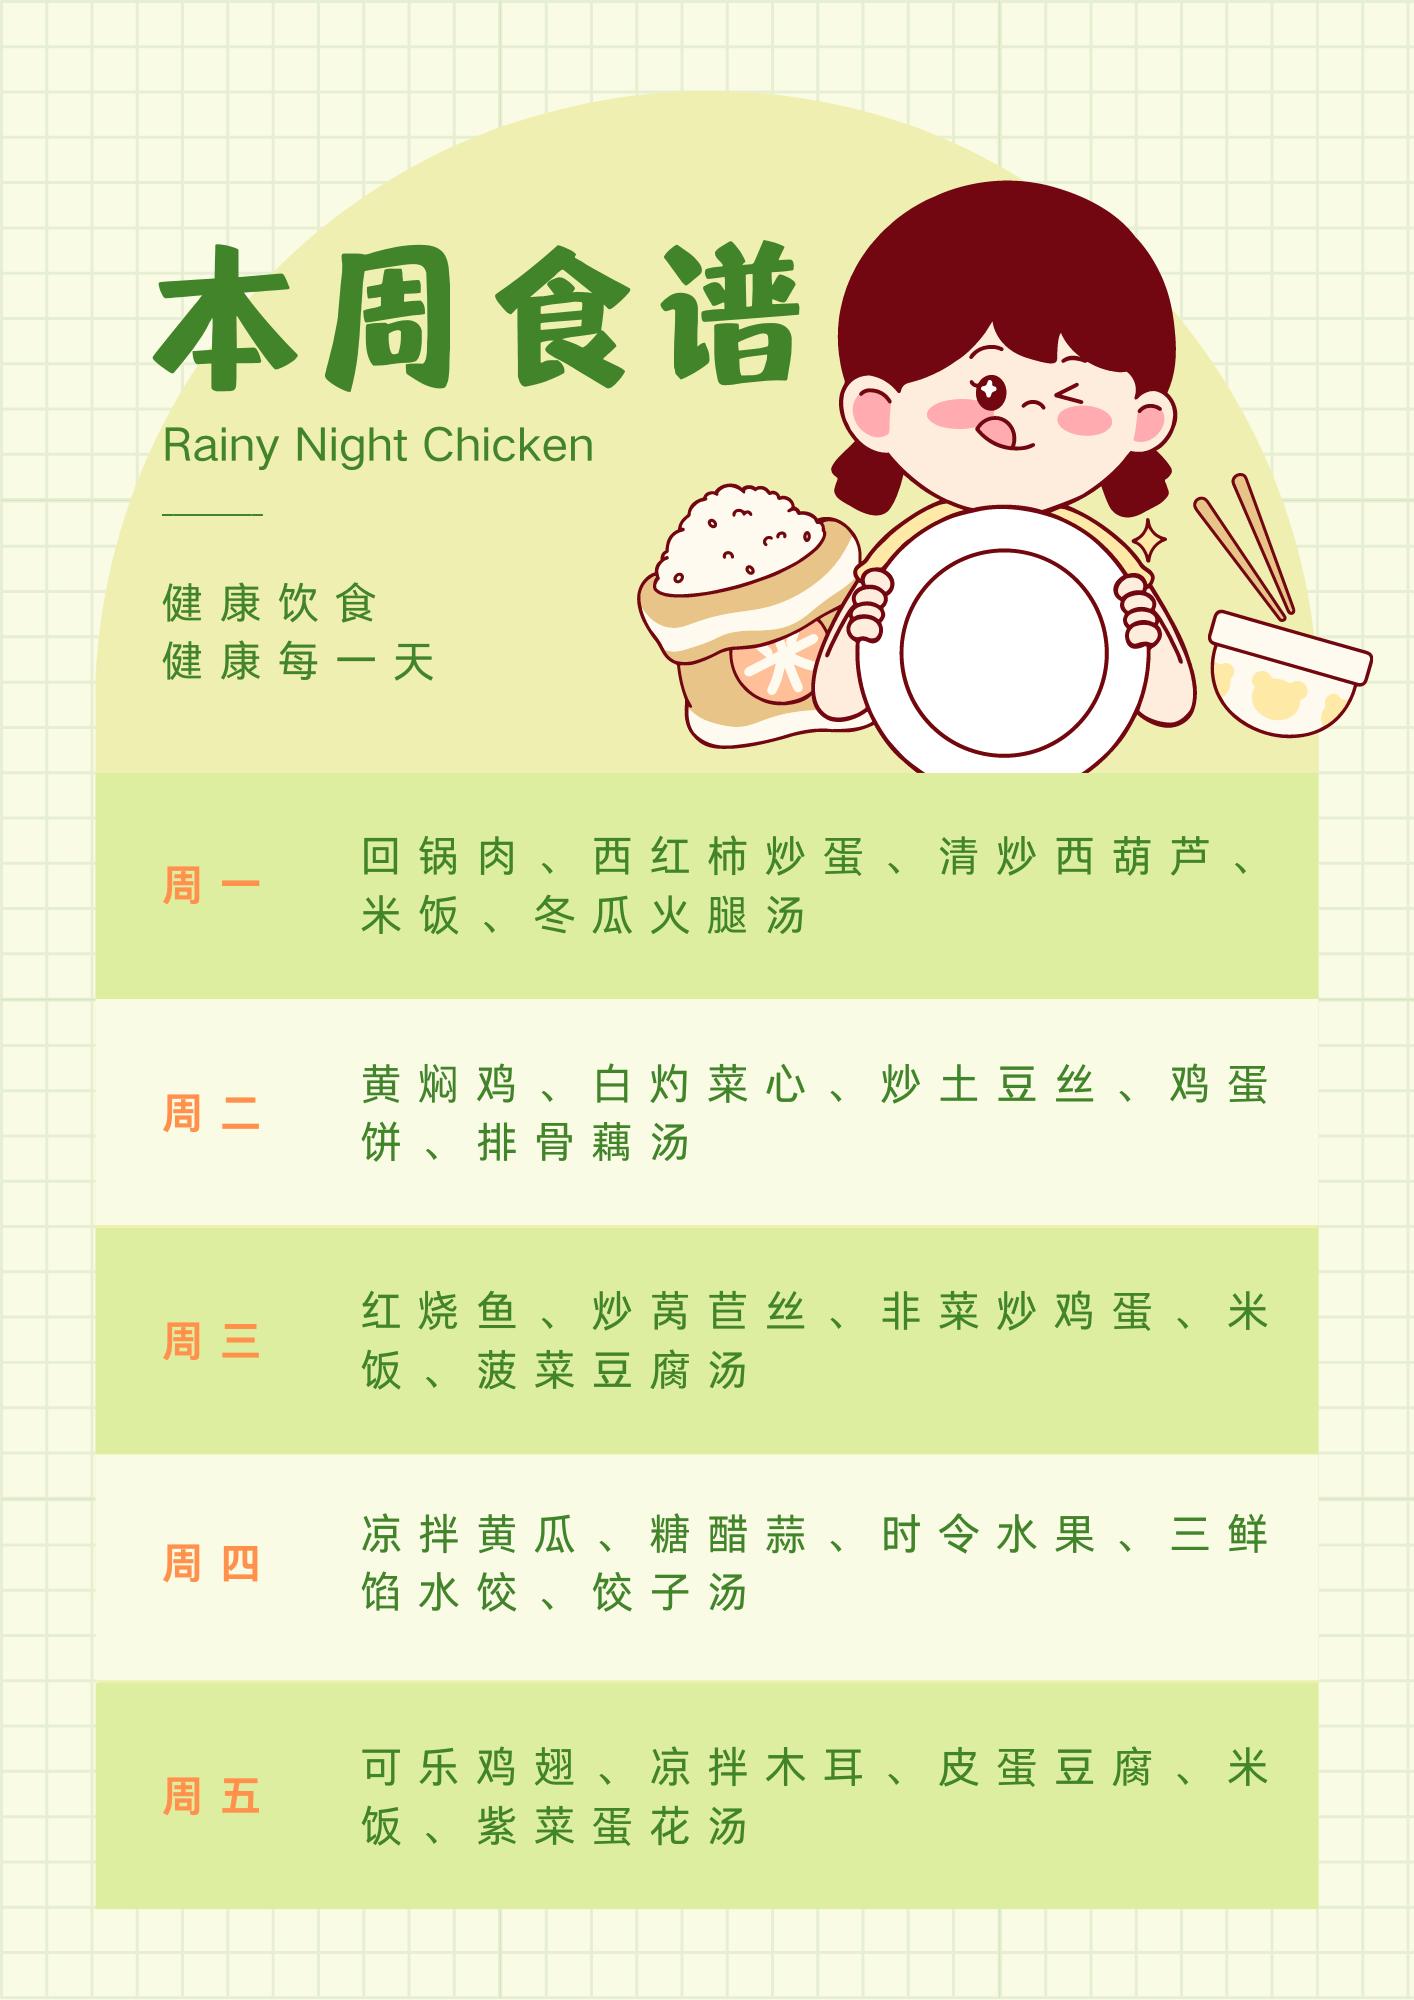 本周食谱
Rainy Night Chicken
健康饮食
健康每一天
周一
回锅肉、西红柿炒蛋、清炒西葫芦、
米饭、冬瓜火腿汤
周二
黄焖鸡、白灼菜心、炒土豆丝、鸡蛋
饼、排骨藕汤
周三
红烧鱼、炒莴苣丝、非菜炒鸡蛋、米
饭、菠菜豆腐汤
周四
凉拌黄瓜、糖醋蒜、时令水果、三鲜
馅水饺、饺子汤
周五
可乐鸡翅、凉拌木耳、皮蛋豆腐、米
饭、紫菜蛋花汤